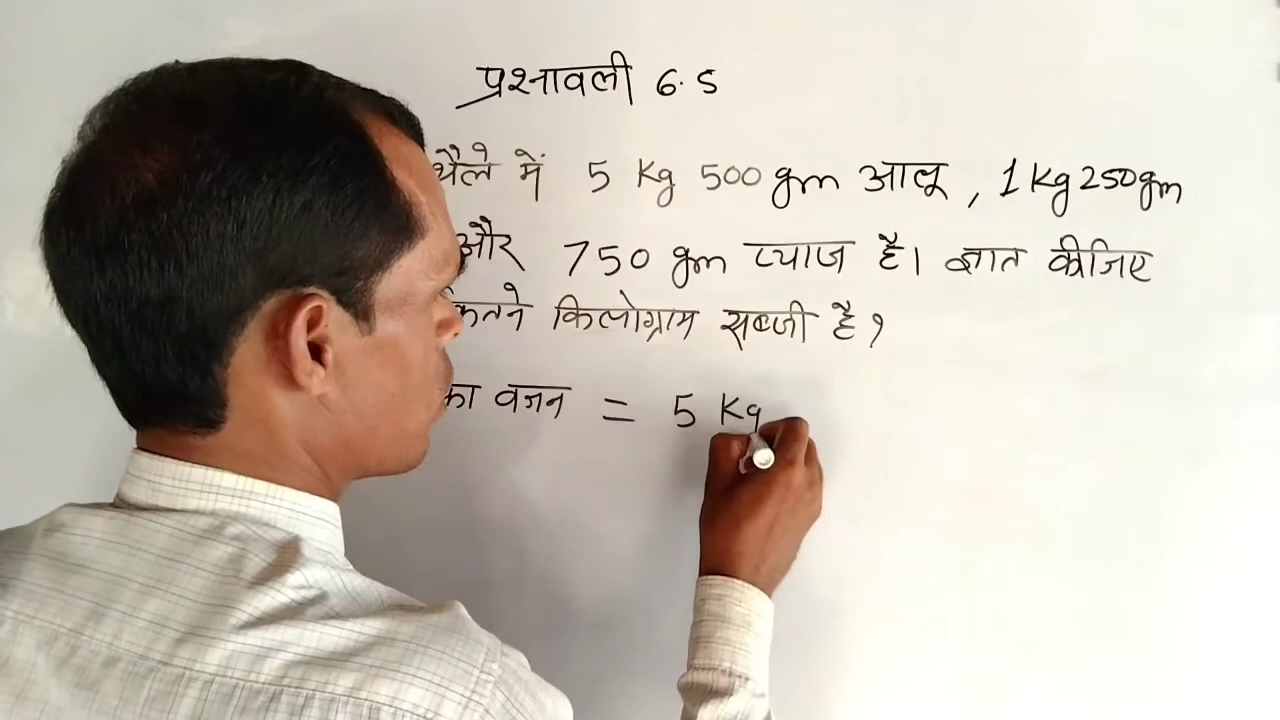 प्रश्नावली 6.5
थैले में 5 Kg 500 gm आलू, 1 Kg 250 gm
और 750 gm प्याज है। ज्ञात कीजिए
कितने किलोग्राम सब्जी है?
का वजन = 5 Kg